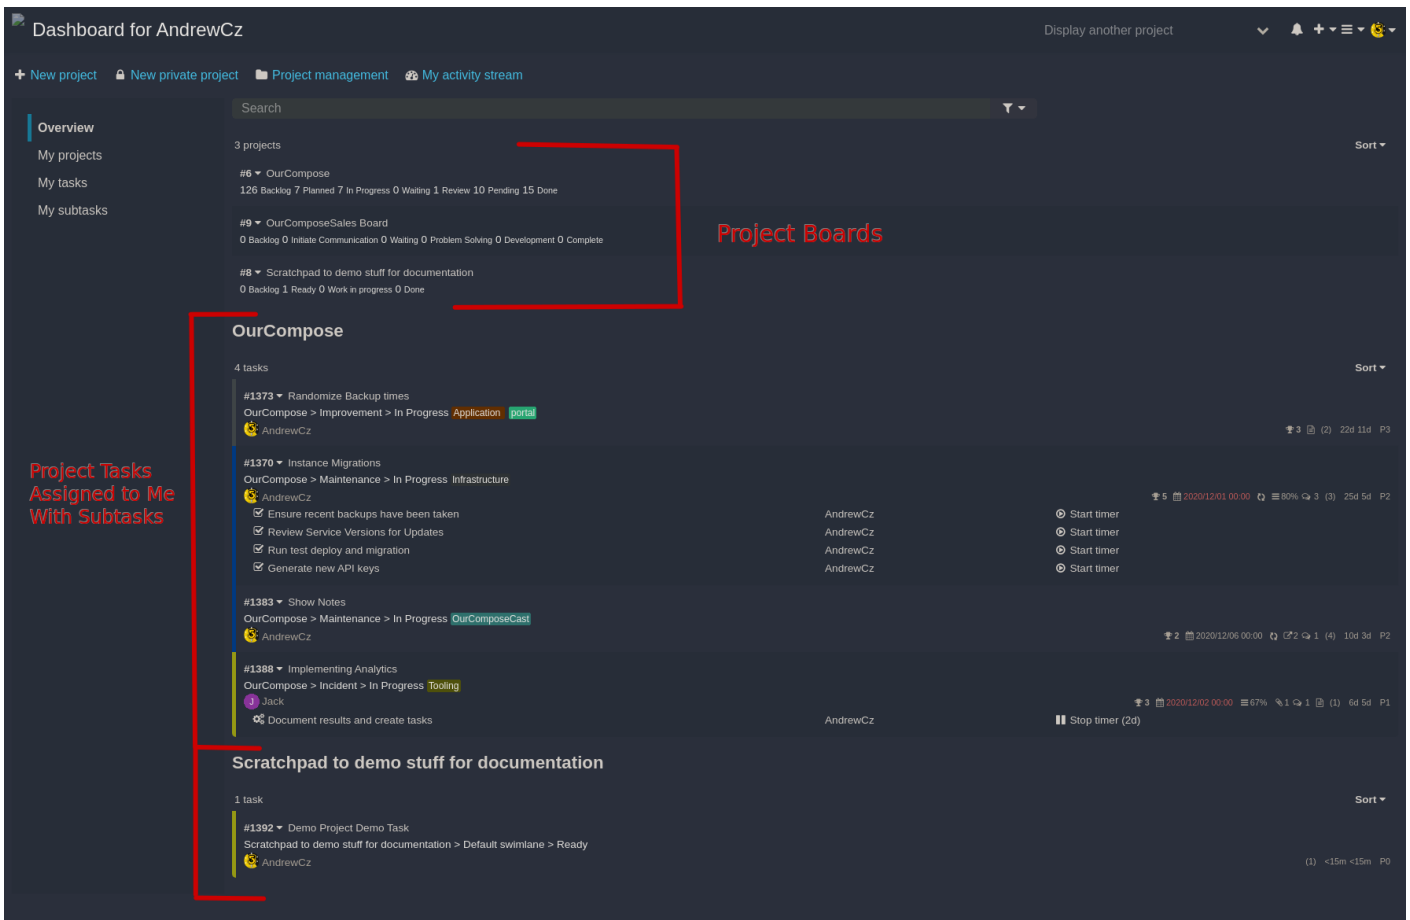 Dashboard for AndrewCz
Display another project
New project New private project Project management My activity stream
Search
Overview
My projects
My tasks
My subtasks
3 projects
Sort
#6 OurCompose
126 Backlog 7 Planned 7 In Progress 0 Waiting 1 Review 10 Pending 15 Done
#9 OurComposeSales Board
0 Backlog 0 Initiate Communication 0 Waiting 0 Problem Solving 0 Development 0 Complete
#8 Scratchpad to demo stuff for documentation
0 Backlog 1 Ready 0 Work in progress 0 Done
Project Boards
Project Tasks
Assigned to Me
With Subtasks
OurCompose
4 tasks
Sort
#1373 Randomize Backup times
OurCompose > Improvement > In Progress Application portal
AndrewCz
3 (2) 22d 11d P3
#1370 Instance Migrations
OurCompose > Maintenance > In Progress Infrastructure
AndrewCz
5 2020/12/01 00:00 80% 3 (3) 25d 5d P2
Ensure recent backups have been taken AndrewCz Start timer
Review Service Versions for Updates AndrewCz Start timer
Run test deploy and migration AndrewCz Start timer
Generate new API keys AndrewCz Start timer
#1383 Show Notes
OurCompose > Maintenance > In Progress OurComposeCast
AndrewCz
2 2020/12/06 00:00 2 1 (4) 10d 3d P2
#1388 Implementing Analytics
OurCompose > Incident > In Progress Tooling
J Jack
3 2020/12/02 00:00 67% 1 1 (1) 6d 5d P1
Document results and create tasks AndrewCz Stop timer (2d)
Scratchpad to demo stuff for documentation
1 task
Sort
#1392 Demo Project Demo Task
Scratchpad to demo stuff for documentation > Default swimlane > Ready
AndrewCz
(1) <15m <15m P0